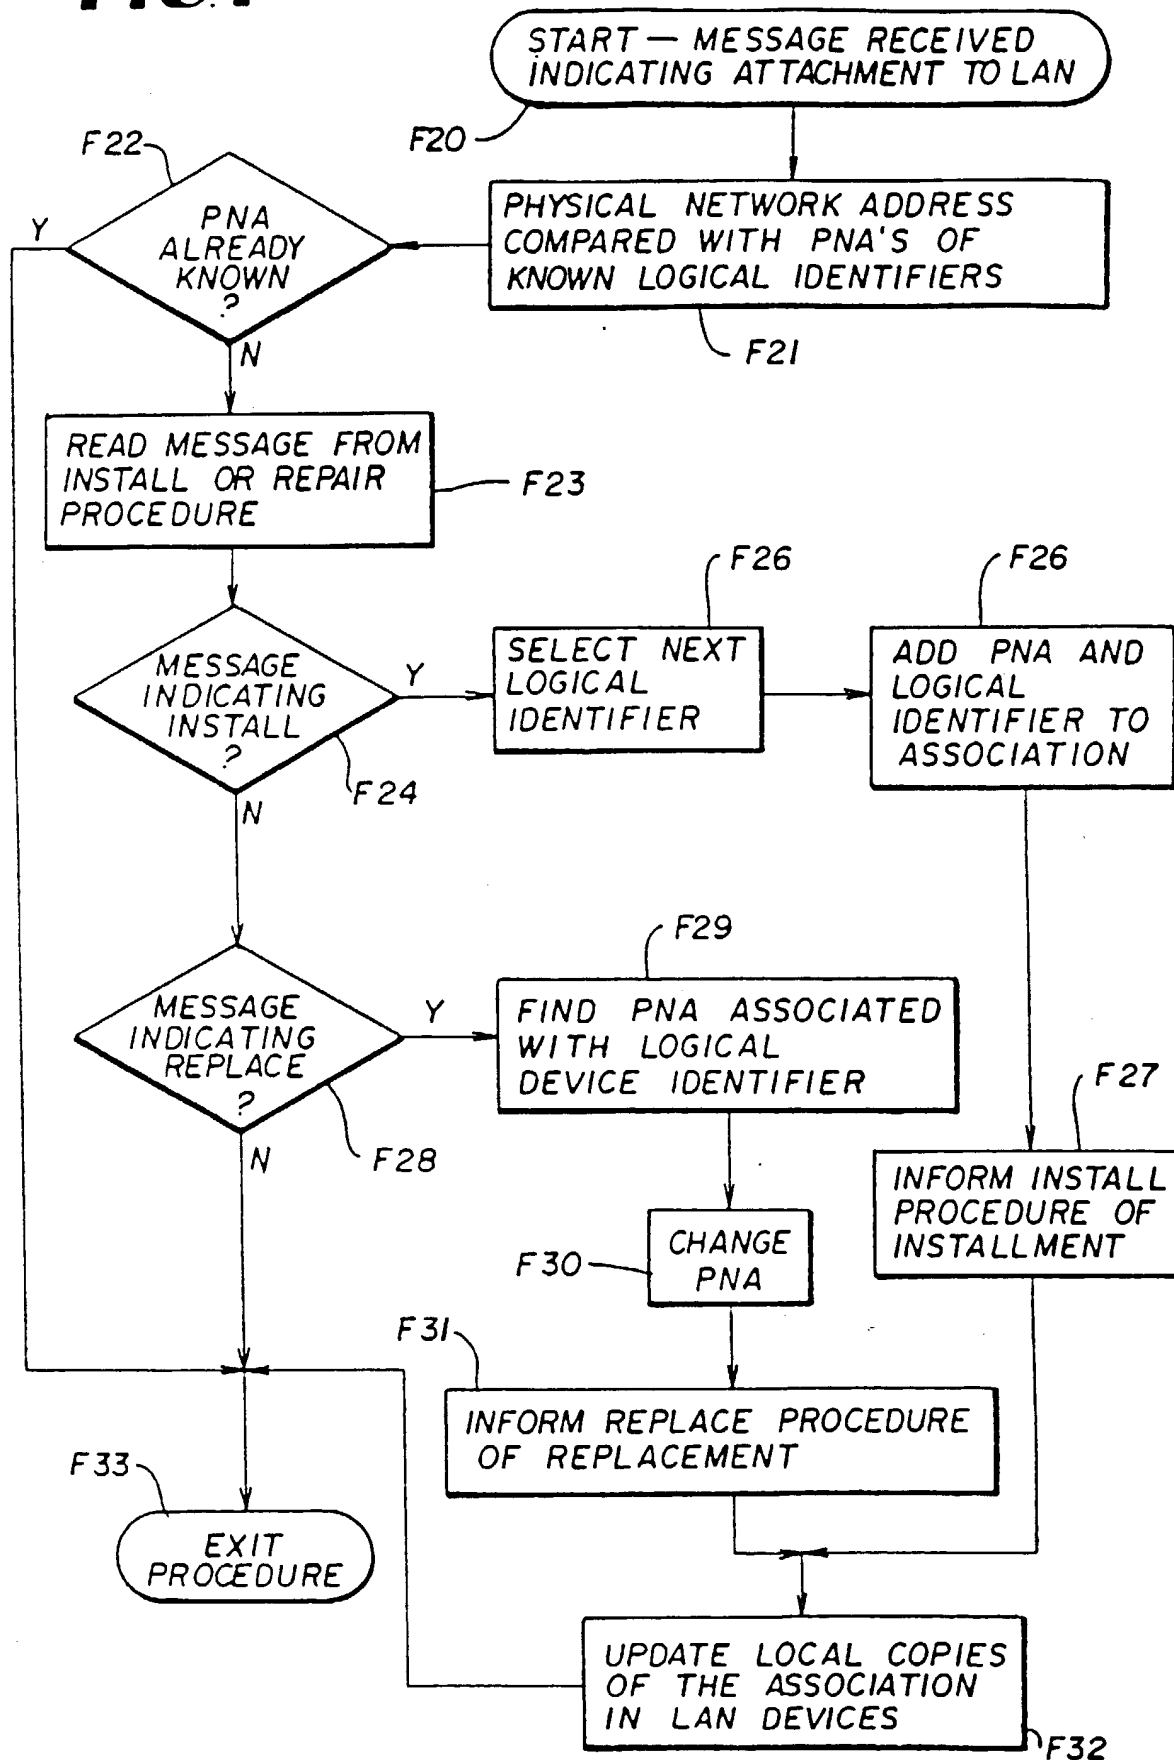 START — MESSAGE RECEIVED
INDICATING ATTACHMENT TO LAN
F20
PHYSICAL NETWORK ADDRESS
COMPARED WITH PNA'S OF
KNOWN LOGICAL IDENTIFIERS
F21
F22
PNA
ALREADY
KNOWN
?
Y
N
READ MESSAGE FROM
INSTALL OR REPAIR
PROCEDURE
F23
MESSAGE
INDICATING
INSTALL
?
Y
F24
N
F26
SELECT NEXT
LOGICAL
IDENTIFIER
F26
ADD PNA AND
LOGICAL
IDENTIFIER TO
ASSOCIATION
MESSAGE
INDICATING
REPLACE
?
Y
F28
N
F29
FIND PNA ASSOCIATED
WITH LOGICAL
DEVICE IDENTIFIER
F27
INFORM INSTALL
PROCEDURE OF
INSTALLMENT
F30
CHANGE
PNA
F31
INFORM REPLACE PROCEDURE
OF REPLACEMENT
F33
EXIT
PROCEDURE
UPDATE LOCAL COPIES
OF THE ASSOCIATION
IN LAN DEVICES
F32